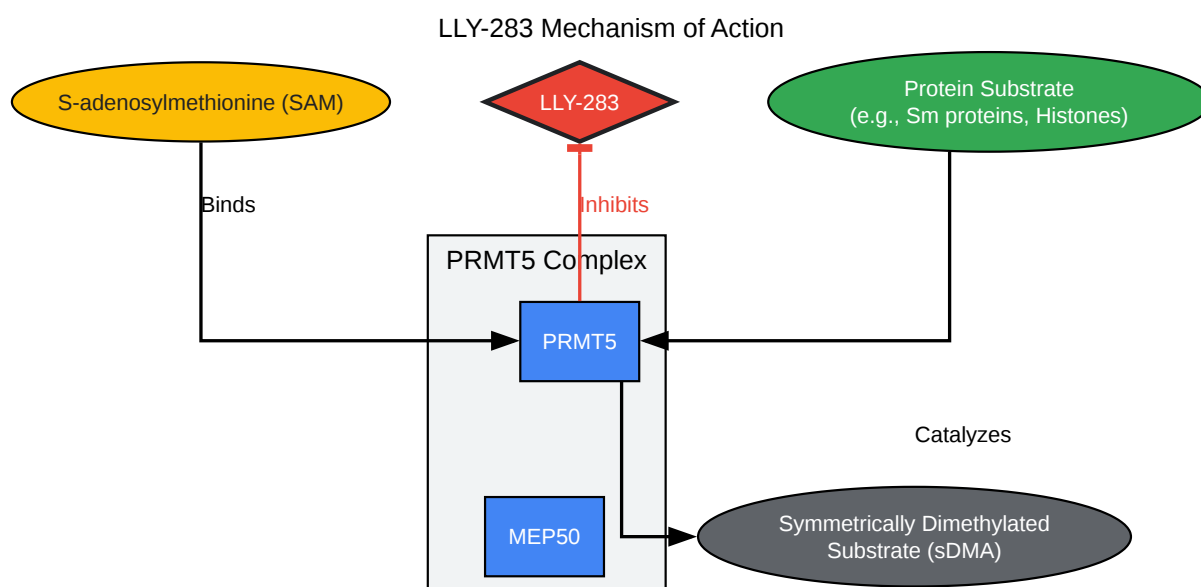 LLY-283 Mechanism of Action
S-adenosylmethionine (SAM)
LLY-283
Protein Substrate
(e.g., Sm proteins, Histones)
Binds
Inhibits
PRMT5 Complex
PRMT5
Catalyzes
MEP50
Symmetrically Dimethylated
Substrate (sDMA)